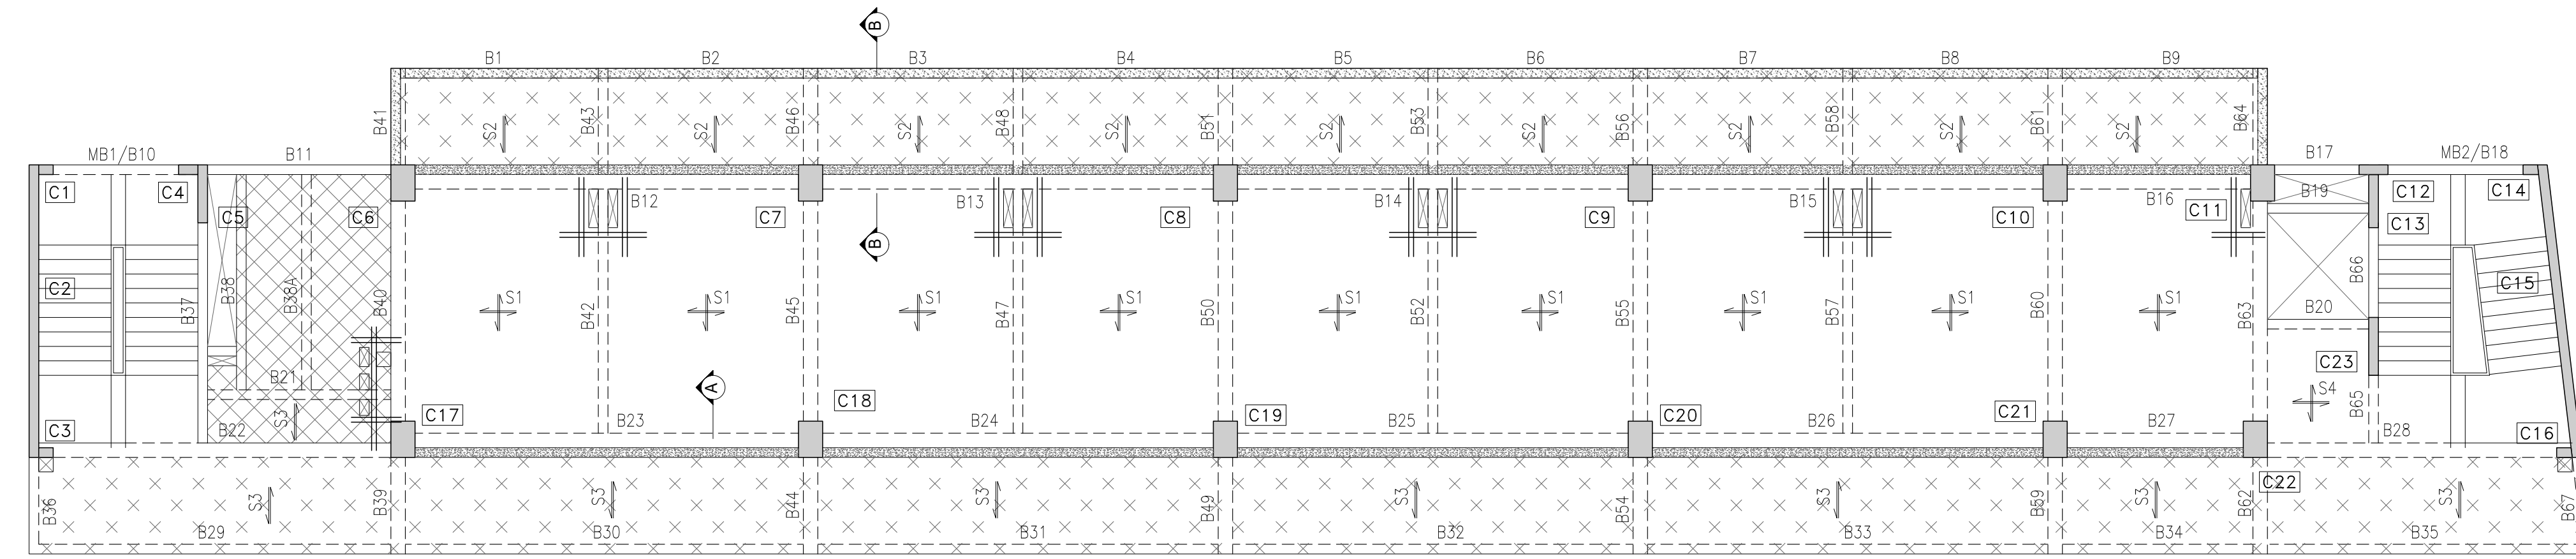 B
B1 B2 B3 B4 B5 B6 B7 B8 B9
B41 B43 B46 B48 B51 B53 B56 B58 B61 B64
S2 S2 S2 S2 S2 S2 S2 S2 S2
MB1/B10 B11 B17 MB2/B18
C1 C4 B19 C12 C14
C5 C6 B12 C7 B13 C8 B14 C9 B15 C10 B16 C11 C13
B
C2 B37 B38 B38A B40 B42 B45 B47 B50 B52 B55 B57 B60 B63 B66 C15
S1 S1 S1 S1 S1 S1 S1 S1 S1
B20
B21 A C23
S4
C17 C18 C19 C20 C21 B65
C3 S3 B22 B23 B24 B25 B26 B27 B28 C16
C22
B36 S3 B39 S3 B44 S3 B49 S3 B54 S3 B59 S3 B62 S3 B67
B29 B30 B31 B32 B33 B34 B35